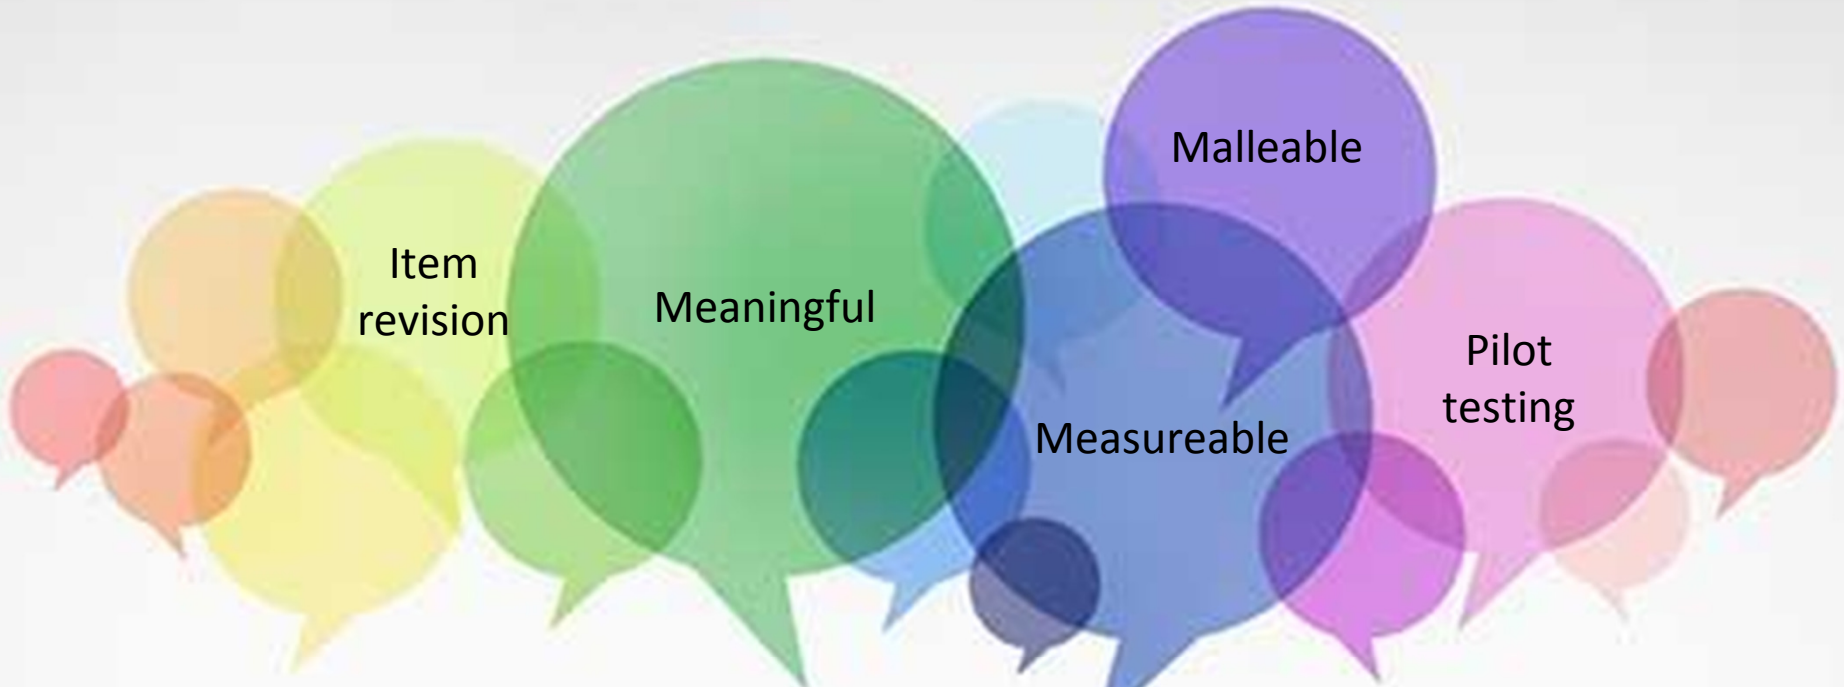 Item
revision
Meaningful
Malleable
Measureable
Pilot
testing